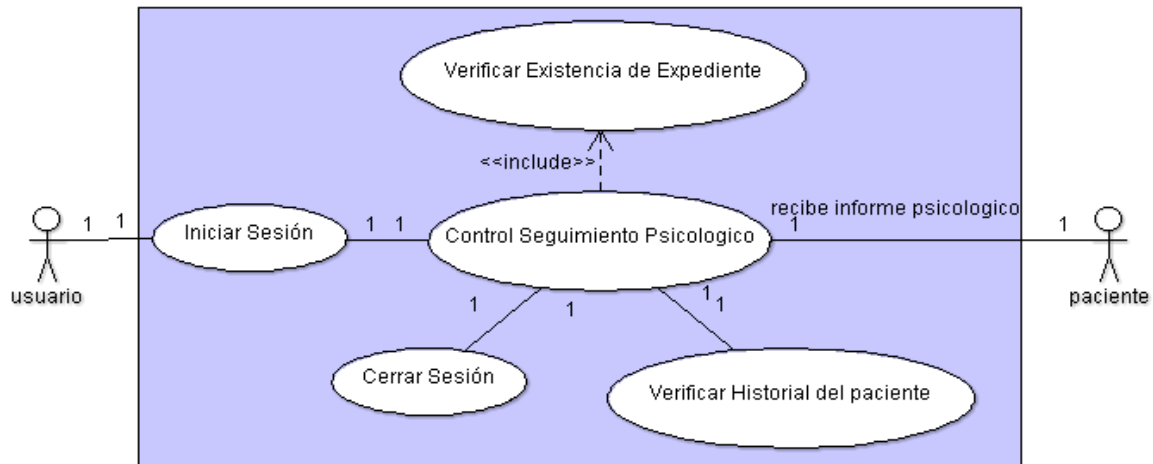 Verificar Existencia de Expediente
<<include>>
recibe informe psicologico
1 1 Iniciar Sesión 1 1 Control Seguimiento Psicologico 1 1
usuario
paciente
1 1 1 1
Cerrar Sesión
Verificar Historial del paciente